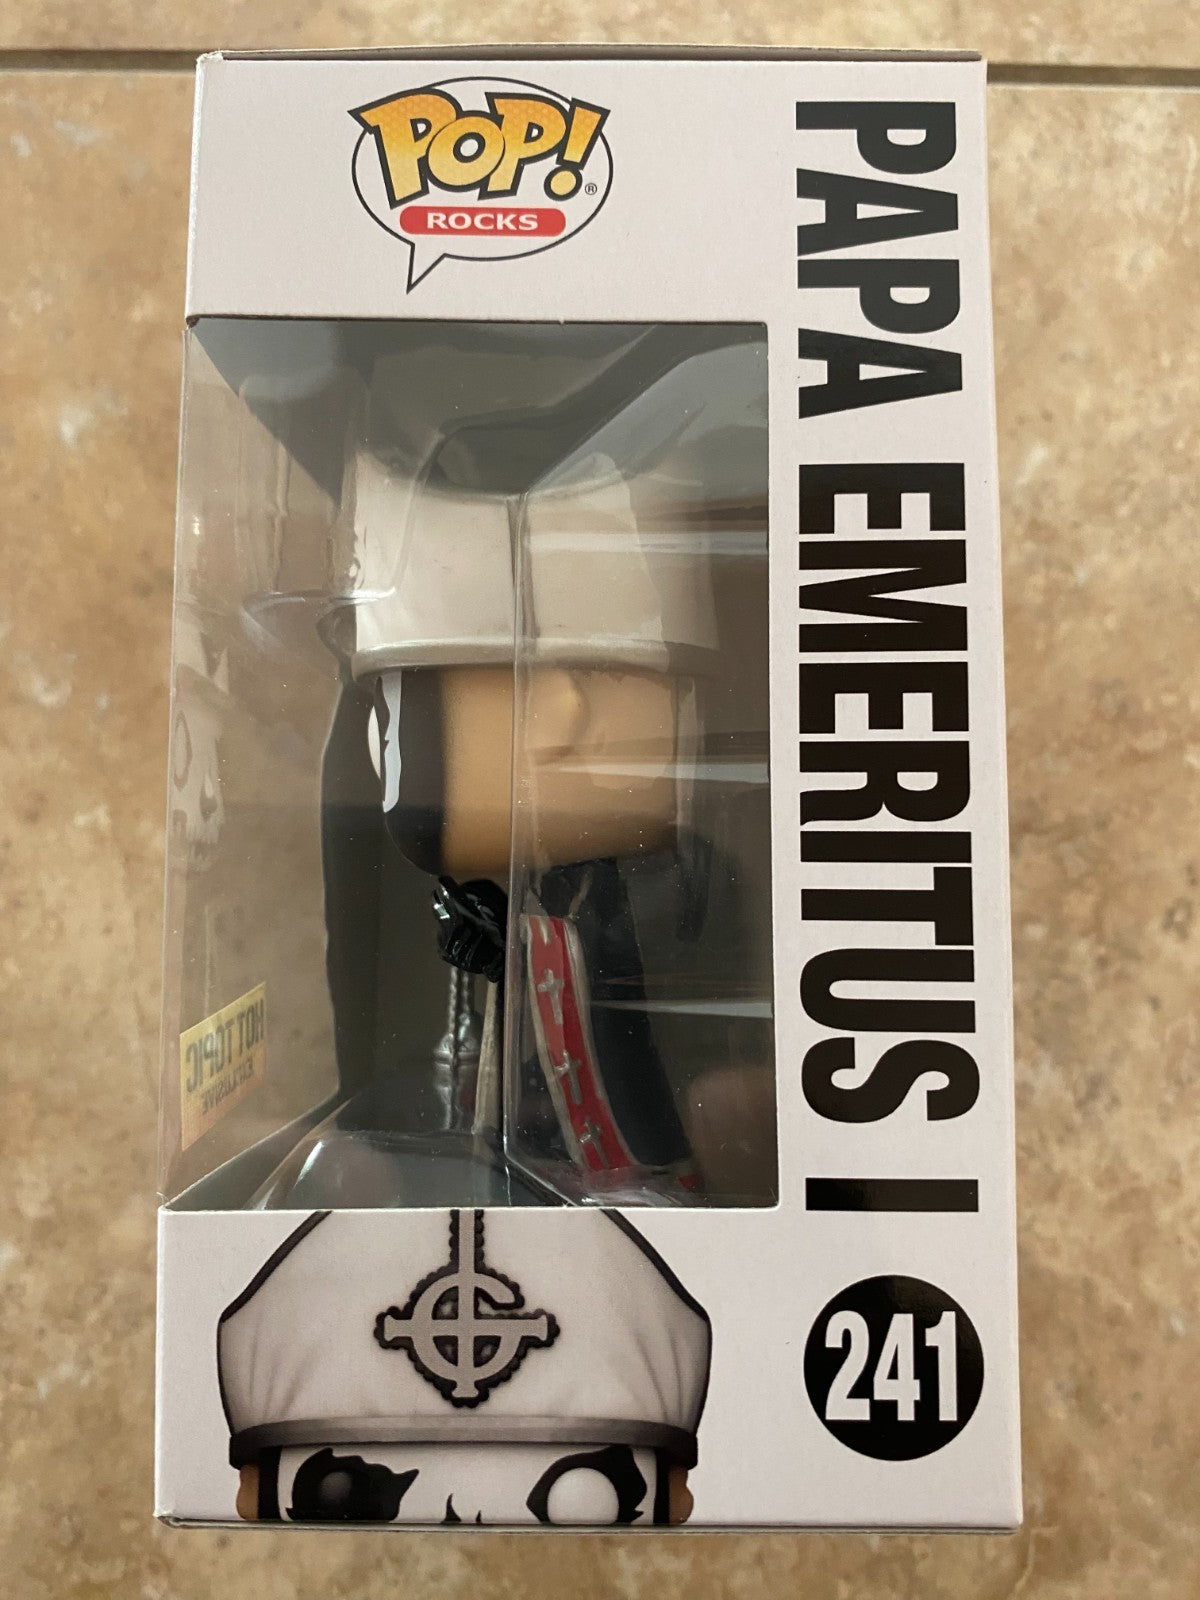 POP!®
ROCKS
PAPA EMERITUS I
HOT TOPIC
EXCLUSIVE
241